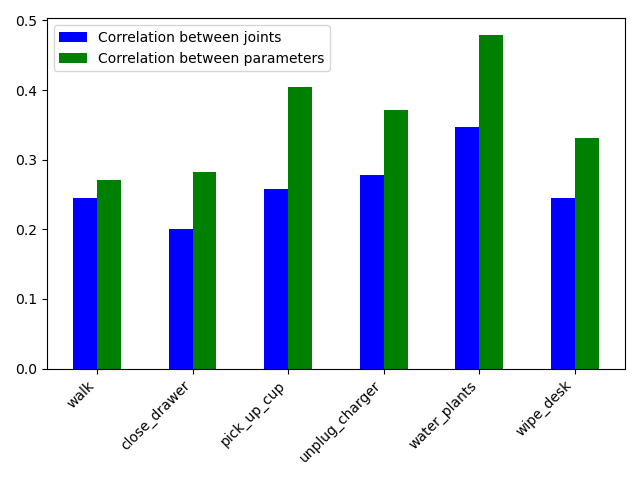 Correlation between joints
Correlation between parameters
0.5
0.4
0.3
0.2
0.1
0.0
walk
close_drawer
pick_up_cup
unplug_charger
water_plants
wipe_desk